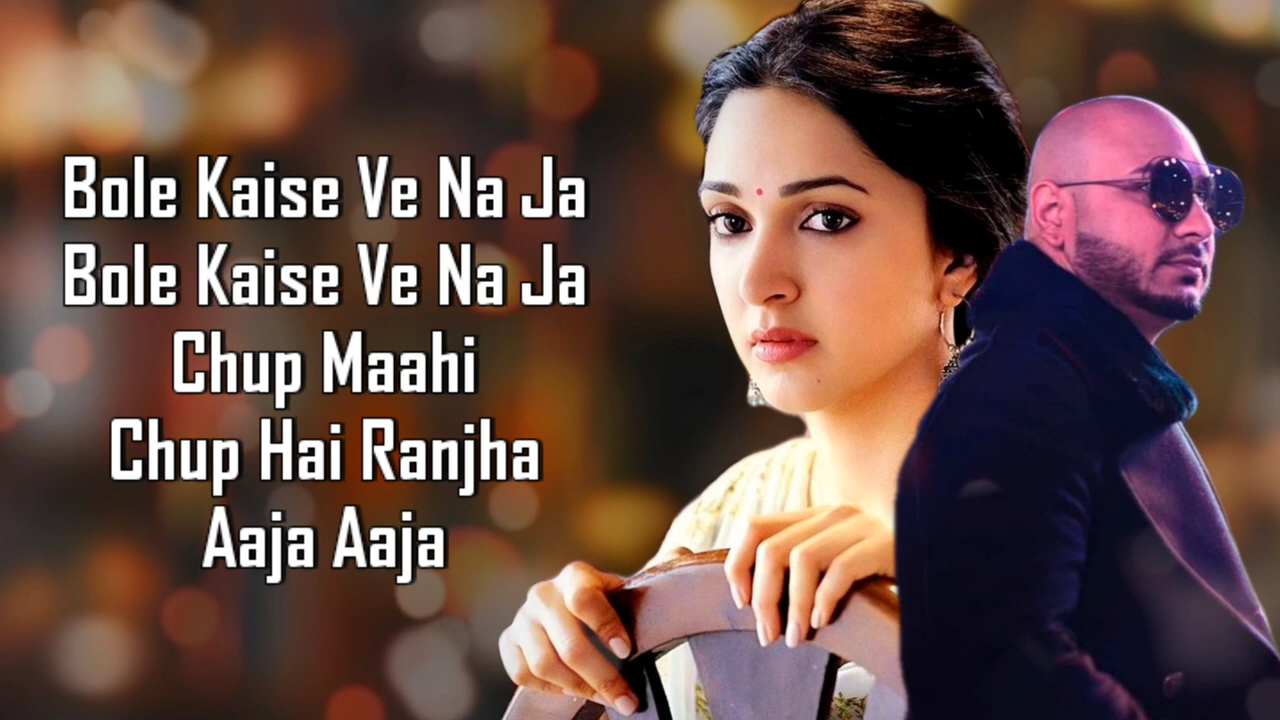 Bole Kaise Ve Na Ja
Bole Kaise Ve Na Ja
Chup Maahi
Chup Hai Ranjha
Aaja Aaja